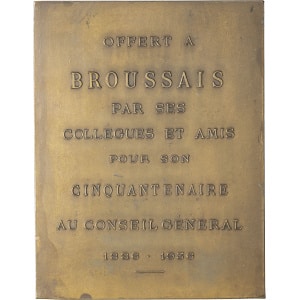 OFFERT A
BROUSSAIS
PAR SES
COLLEGUES ET AMIS
POUR SON
CINQUANTENAIRE
AU CONSEIL GENERAL